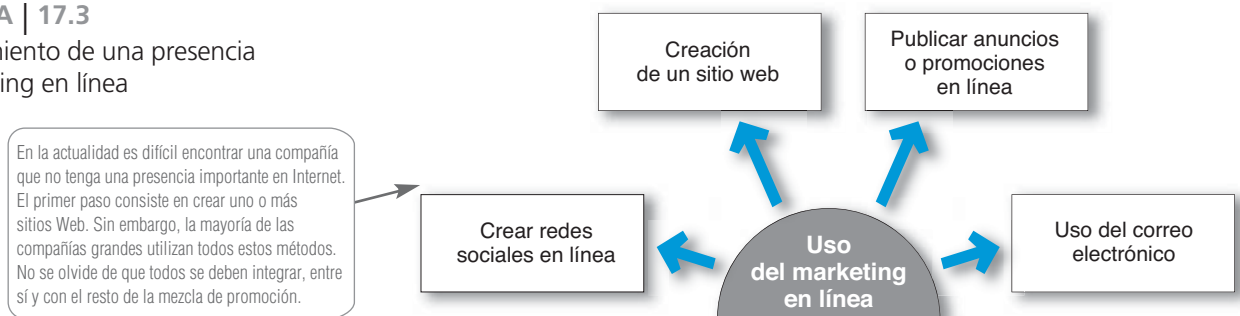 A | 17.3
miento de una presencia
ing en línea
En la actualidad es difícil encontrar una compañía
que no tenga una presencia importante en Internet.
El primer paso consiste en crear uno o más
sitios Web. Sin embargo, la mayoría de las
compañías grandes utilizan todos estos métodos.
No se olvide de que todos se deben integrar, entre
sí y con el resto de la mezcla de promoción.
Crear redes
sociales en línea
Creación
de un sitio web
Publicar anuncios
o promociones
en línea
Uso del correo
electrónico
Uso
del marketing
en línea